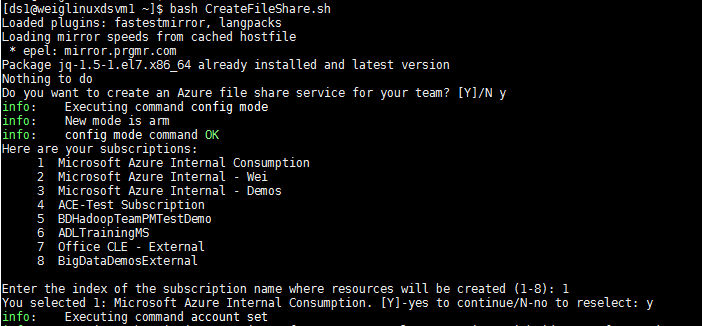 [ds1@weiglinuxdsvm1 ~]$ bash CreateFileShare.sh
Loaded plugins: fastestmirror, langpacks
Loading mirror speeds from cached hostfile
 * epel: mirror.prgmr.com
Package jq-1.5-1.el7.x86_64 already installed and latest version
Nothing to do
Do you want to create an Azure file share service for your team? [Y]/N y
info:    Executing command config mode
info:    New mode is arm
info:    config mode command OK
Here are your subscriptions:
     1  Microsoft Azure Internal Consumption
     2  Microsoft Azure Internal - Wei
     3  Microsoft Azure Internal - Demos
     4  ACE-Test Subscription
     5  BDHadoopTeamPMTestDemo
     6  ADLTrainingMS
     7  Office CLE - External
     8  BigDataDemosExternal
Enter the index of the subscription name where resources will be created (1-8): 1
You selected 1: Microsoft Azure Internal Consumption. [Y]-yes to continue/N-no to reselect: y
info:    Executing command account set